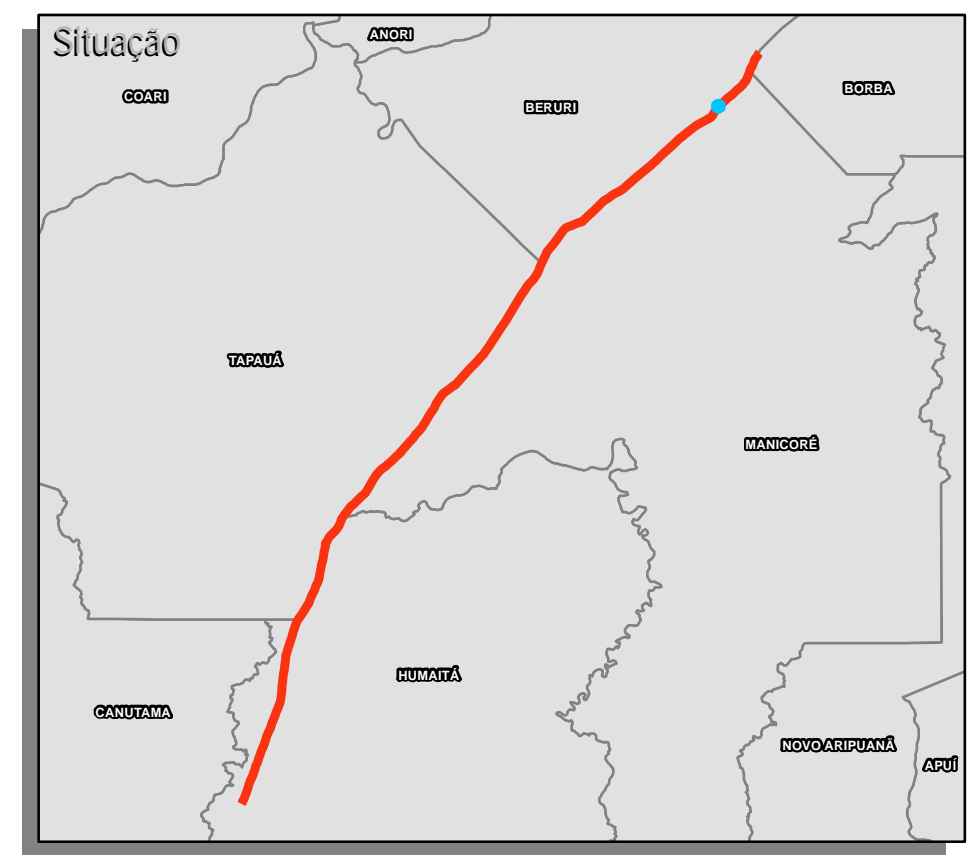 Situação
ANORI
COARI
BERURI
BORBA
TAPAUÁ
MANICORÉ
HUMAITÁ
CANUTAMA
NOVO ARIPUANÃ
APUÍ